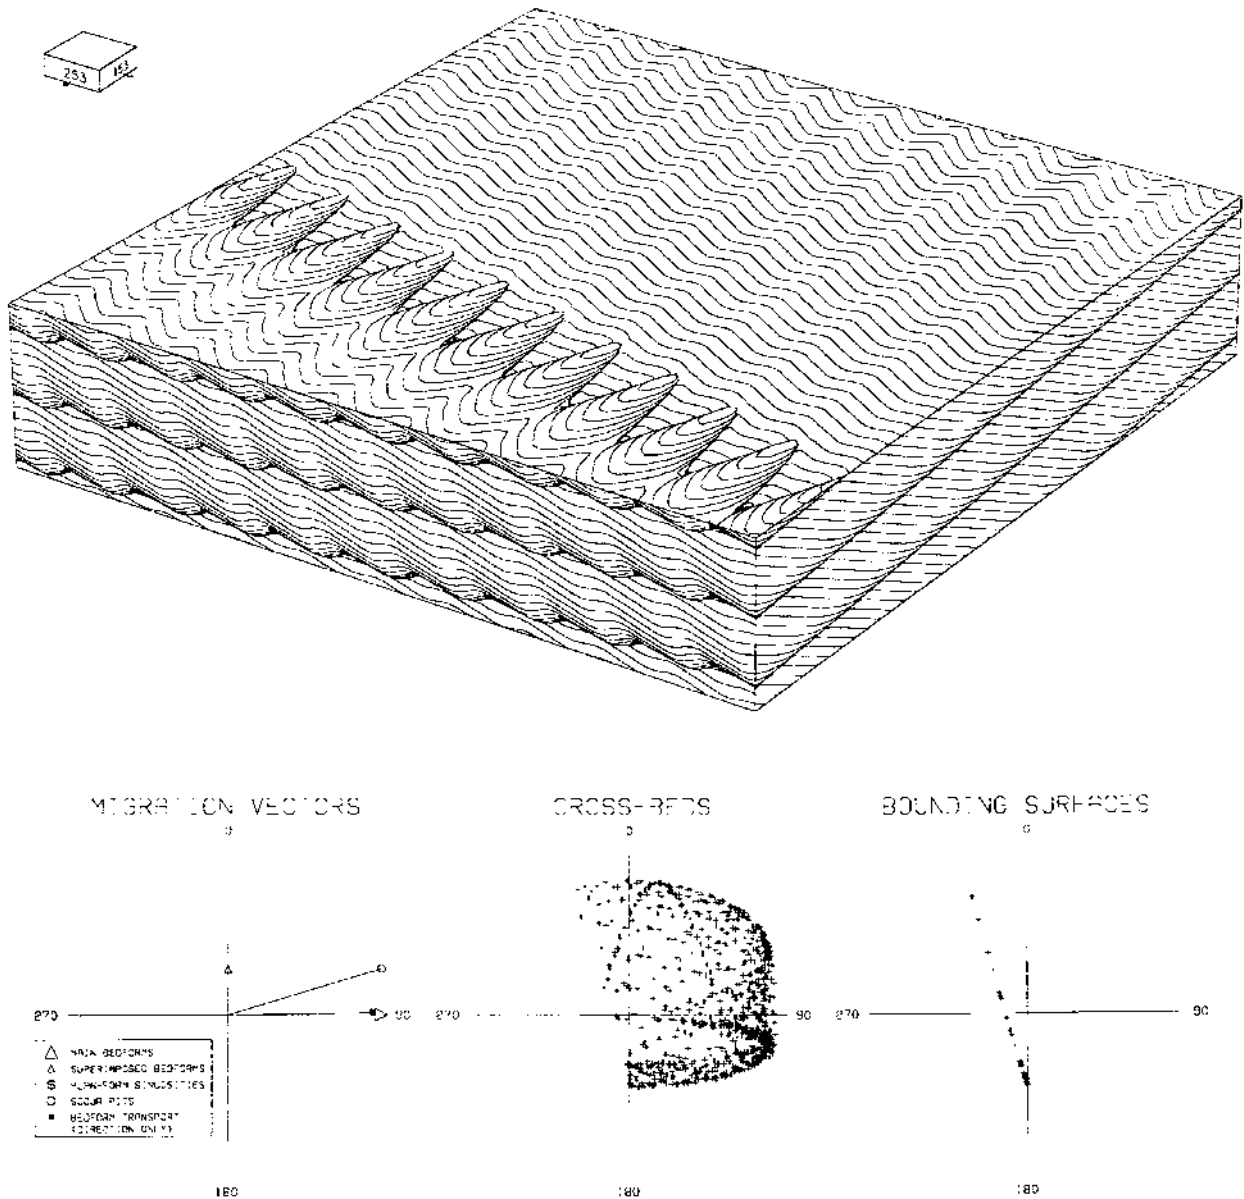 253 153
MIGRATION VECTORS
CROSS-BEDS
BOUNDING SURFACES
0 0 0
270 90 270 90 270 90
MAIN BEDFORMS
SUPERIMPOSED BEDFORMS
PLAN-FORM SINUOSITIES
SCOUR PITS
BEDFORM TRANSPORT
(DIRECTION ONLY)
180 180 180